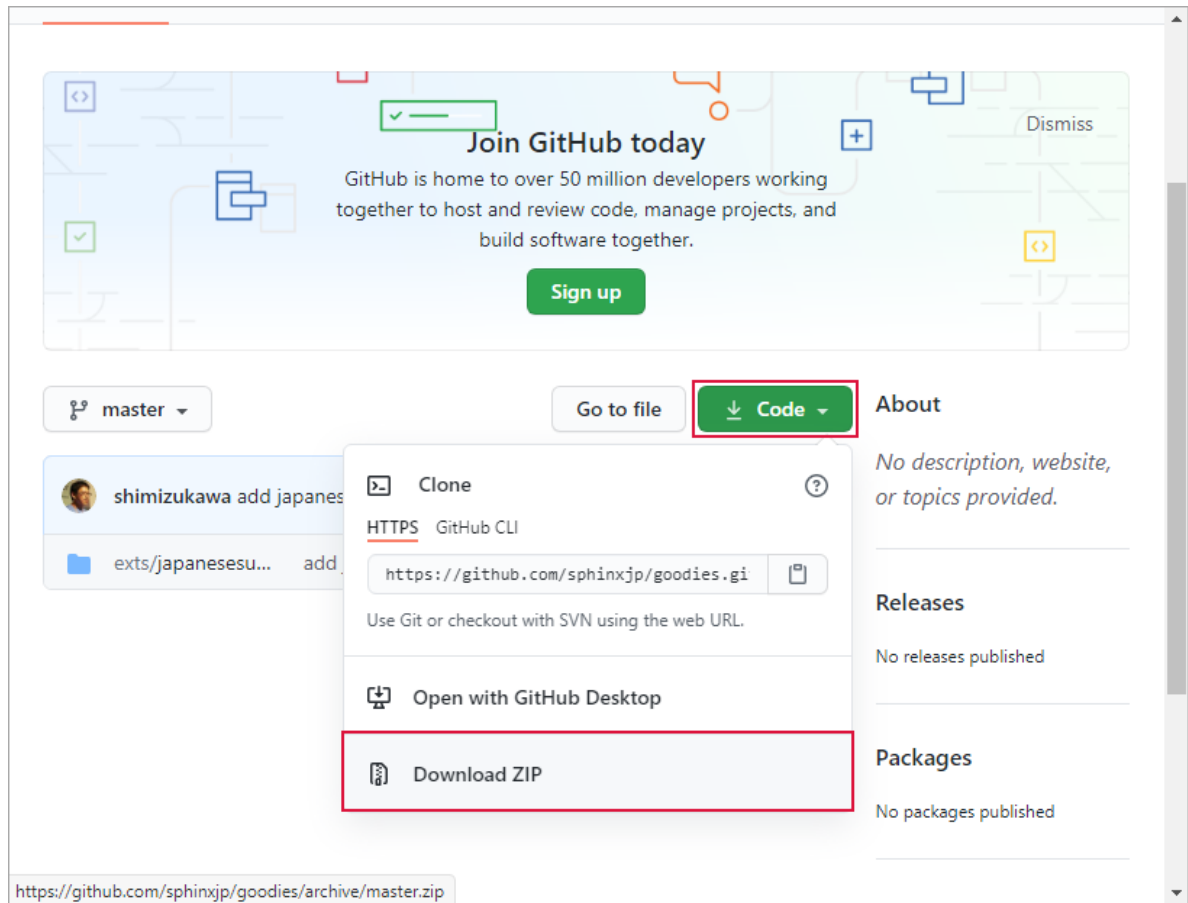 Dismiss
Join GitHub today
GitHub is home to over 50 million developers working
together to host and review code, manage projects, and
build software together.
Sign up
master
Go to file
Code
About
No description, website,
or topics provided.
shimizukawa add japanes
exts/japanesesu... add
Clone
HTTPS GitHub CLI
https://github.com/sphinxjp/goodies.gi
Use Git or checkout with SVN using the web URL.
Open with GitHub Desktop
Download ZIP
Releases
No releases published
Packages
No packages published
https://github.com/sphinxjp/goodies/archive/master.zip